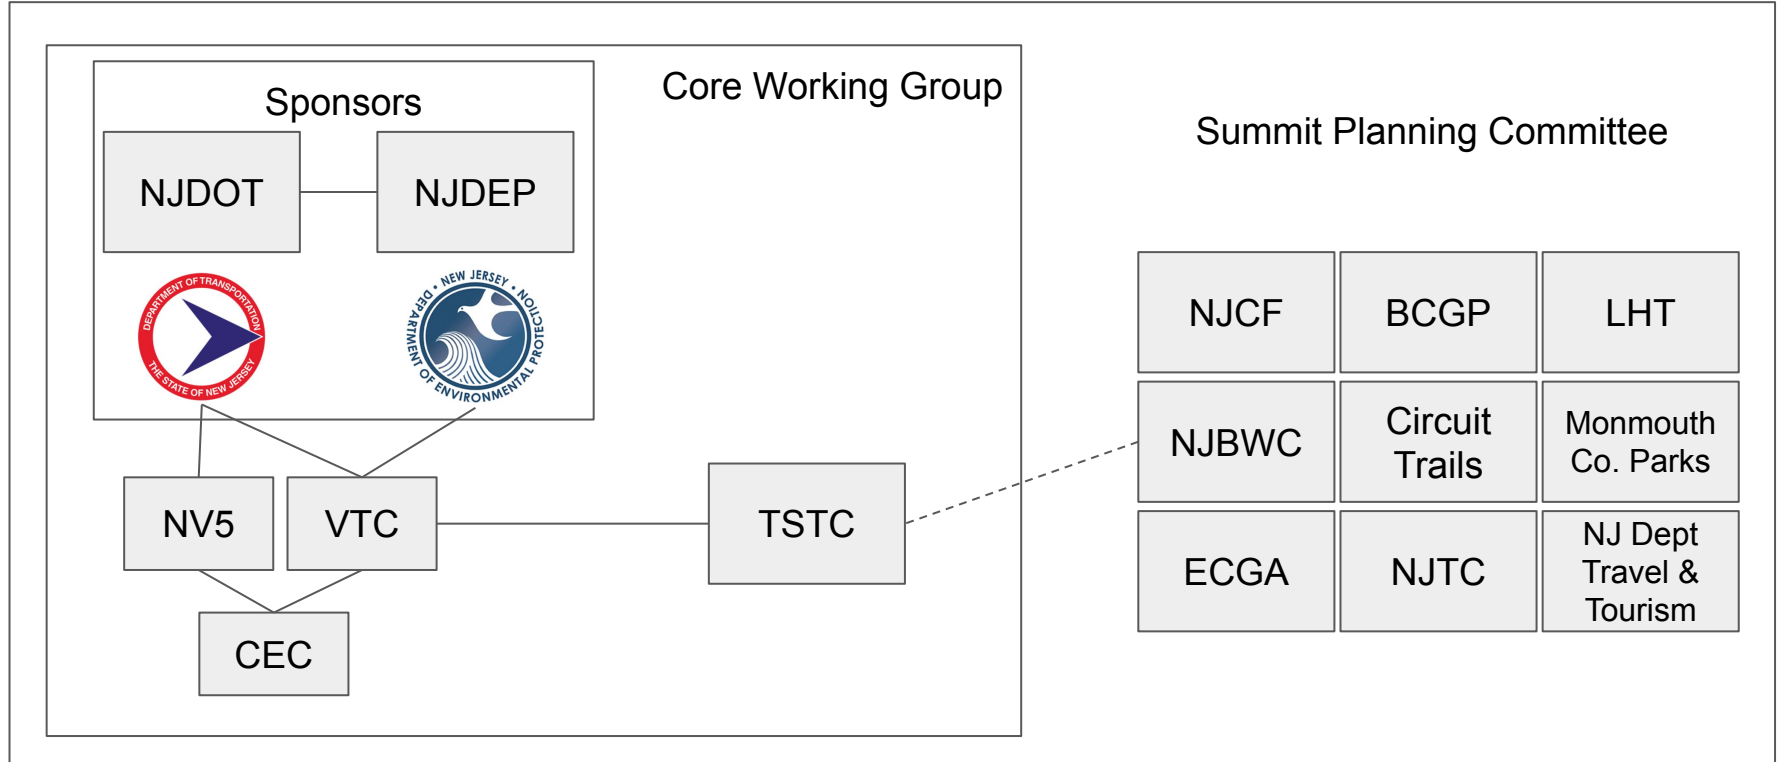 Core Working Group
Sponsors
Summit Planning Committee
NJDOT
NJDEP
DEPARTMENT OF TRANSPORTATION
THE STATE OF NEW JERSEY
• NEW JERSEY •
DEPARTMENT OF ENVIRONMENTAL PROTECTION
NJCF
BCGP
LHT
NJBWC
Circuit
Trails
Monmouth
Co. Parks
NV5
VTC
TSTC
ECGA
NJTC
NJ Dept
Travel &
Tourism
CEC